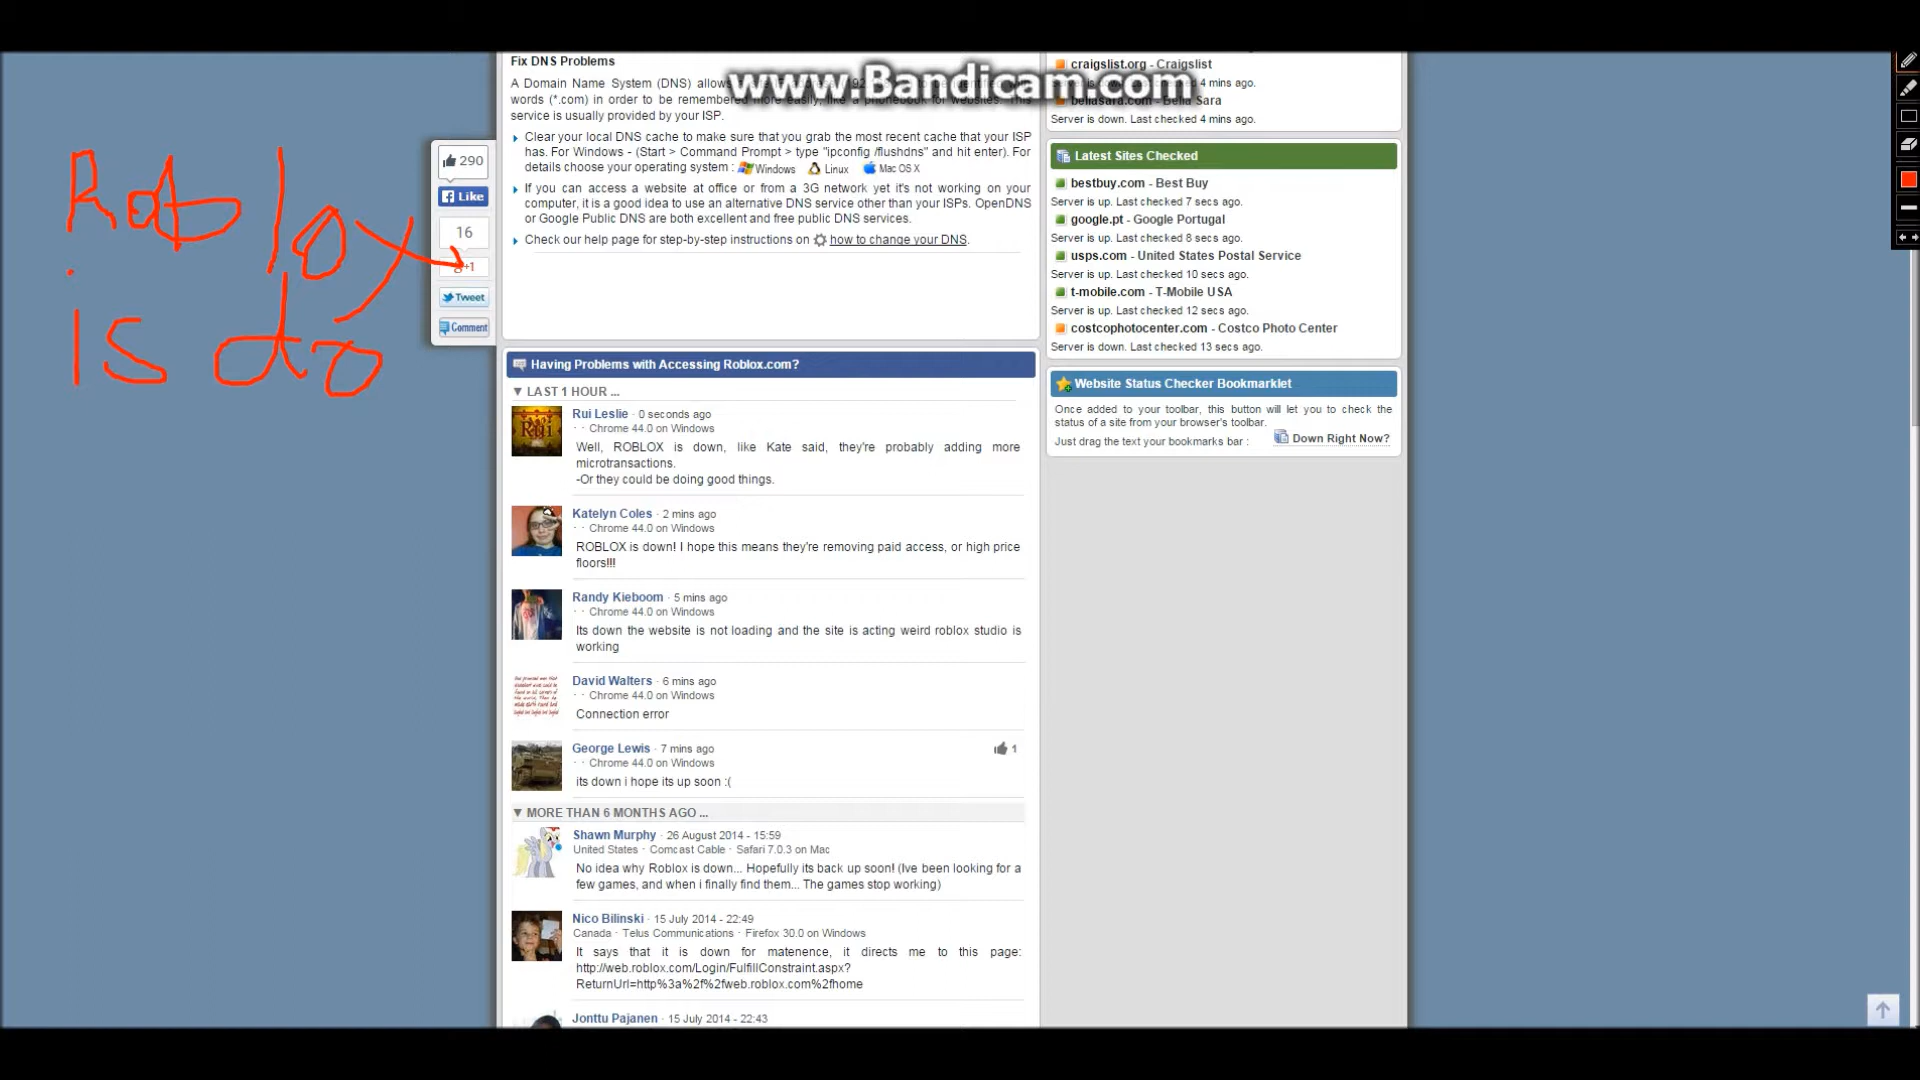 www.Bandicam.com
Roblox
is do
290
Like
16
+1
Tweet
Comment
Fix DNS Problems
A Domain Name System (DNS) allows
words (*.com) in order to be remembered more easily, like a phonebook for websites. This
service is usually provided by your ISP.
Clear your local DNS cache to make sure that you grab the most recent cache that your ISP
has. For Windows - (Start > Command Prompt > type "ipconfig /flushdns" and hit enter). For
details choose your operating system : Windows Linux Mac OS X
If you can access a website at office or from a 3G network yet it's not working on your
computer, it is a good idea to use an alternative DNS service other than your ISPs. OpenDNS
or Google Public DNS are both excellent and free public DNS services.
Check our help page for step-by-step instructions on how to change your DNS.
Having Problems with Accessing Roblox.com?
▼ LAST 1 HOUR ...
Rui Leslie · 0 seconds ago
· · Chrome 44.0 on Windows
Well, ROBLOX is down, like Kate said, they're probably adding more
microtransactions.
-Or they could be doing good things.
Katelyn Coles · 2 mins ago
· · Chrome 44.0 on Windows
ROBLOX is down! I hope this means they're removing paid access, or high price
floors!!!
Randy Kieboom · 5 mins ago
· · Chrome 44.0 on Windows
Its down the website is not loading and the site is acting weird roblox studio is
working
David Walters · 6 mins ago
· · Chrome 44.0 on Windows
Connection error
George Lewis · 7 mins ago 1
· · Chrome 44.0 on Windows
its down i hope its up soon :(
▼ MORE THAN 6 MONTHS AGO ...
Shawn Murphy · 26 August 2014 - 15:59
United States · Comcast Cable · Safari 7.0.3 on Mac
No idea why Roblox is down... Hopefully its back up soon! (Ive been looking for a
few games, and when i finally find them... The games stop working)
Nico Bilinski · 15 July 2014 - 22:49
Canada · Telus Communications · Firefox 30.0 on Windows
It says that it is down for matenence, it directs me to this page:
http://web.roblox.com/Login/FulfillConstraint.aspx?
ReturnUrl=http%3a%2f%2fweb.roblox.com%2fhome
Jonttu Pajanen · 15 July 2014 - 22:43
craigslist.org - Craigslist
Server is down. Last checked 4 mins ago.
bellasara.com - Bella Sara
Server is down. Last checked 4 mins ago.
Latest Sites Checked
bestbuy.com - Best Buy
Server is up. Last checked 7 secs ago.
google.pt - Google Portugal
Server is up. Last checked 8 secs ago.
usps.com - United States Postal Service
Server is up. Last checked 10 secs ago.
t-mobile.com - T-Mobile USA
Server is up. Last checked 12 secs ago.
costcophotocenter.com - Costco Photo Center
Server is down. Last checked 13 secs ago.
Website Status Checker Bookmarklet
Once added to your toolbar, this button will let you to check the
status of a site from your browser's toolbar.
Just drag the text your bookmarks bar : Down Right Now?